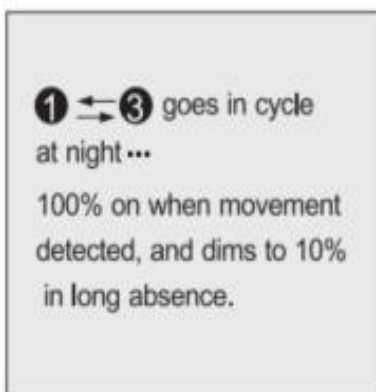 ❶ ⇄ ❸ goes in cycle
at night ···
100% on when movement
detected, and dims to 10%
in long absence.